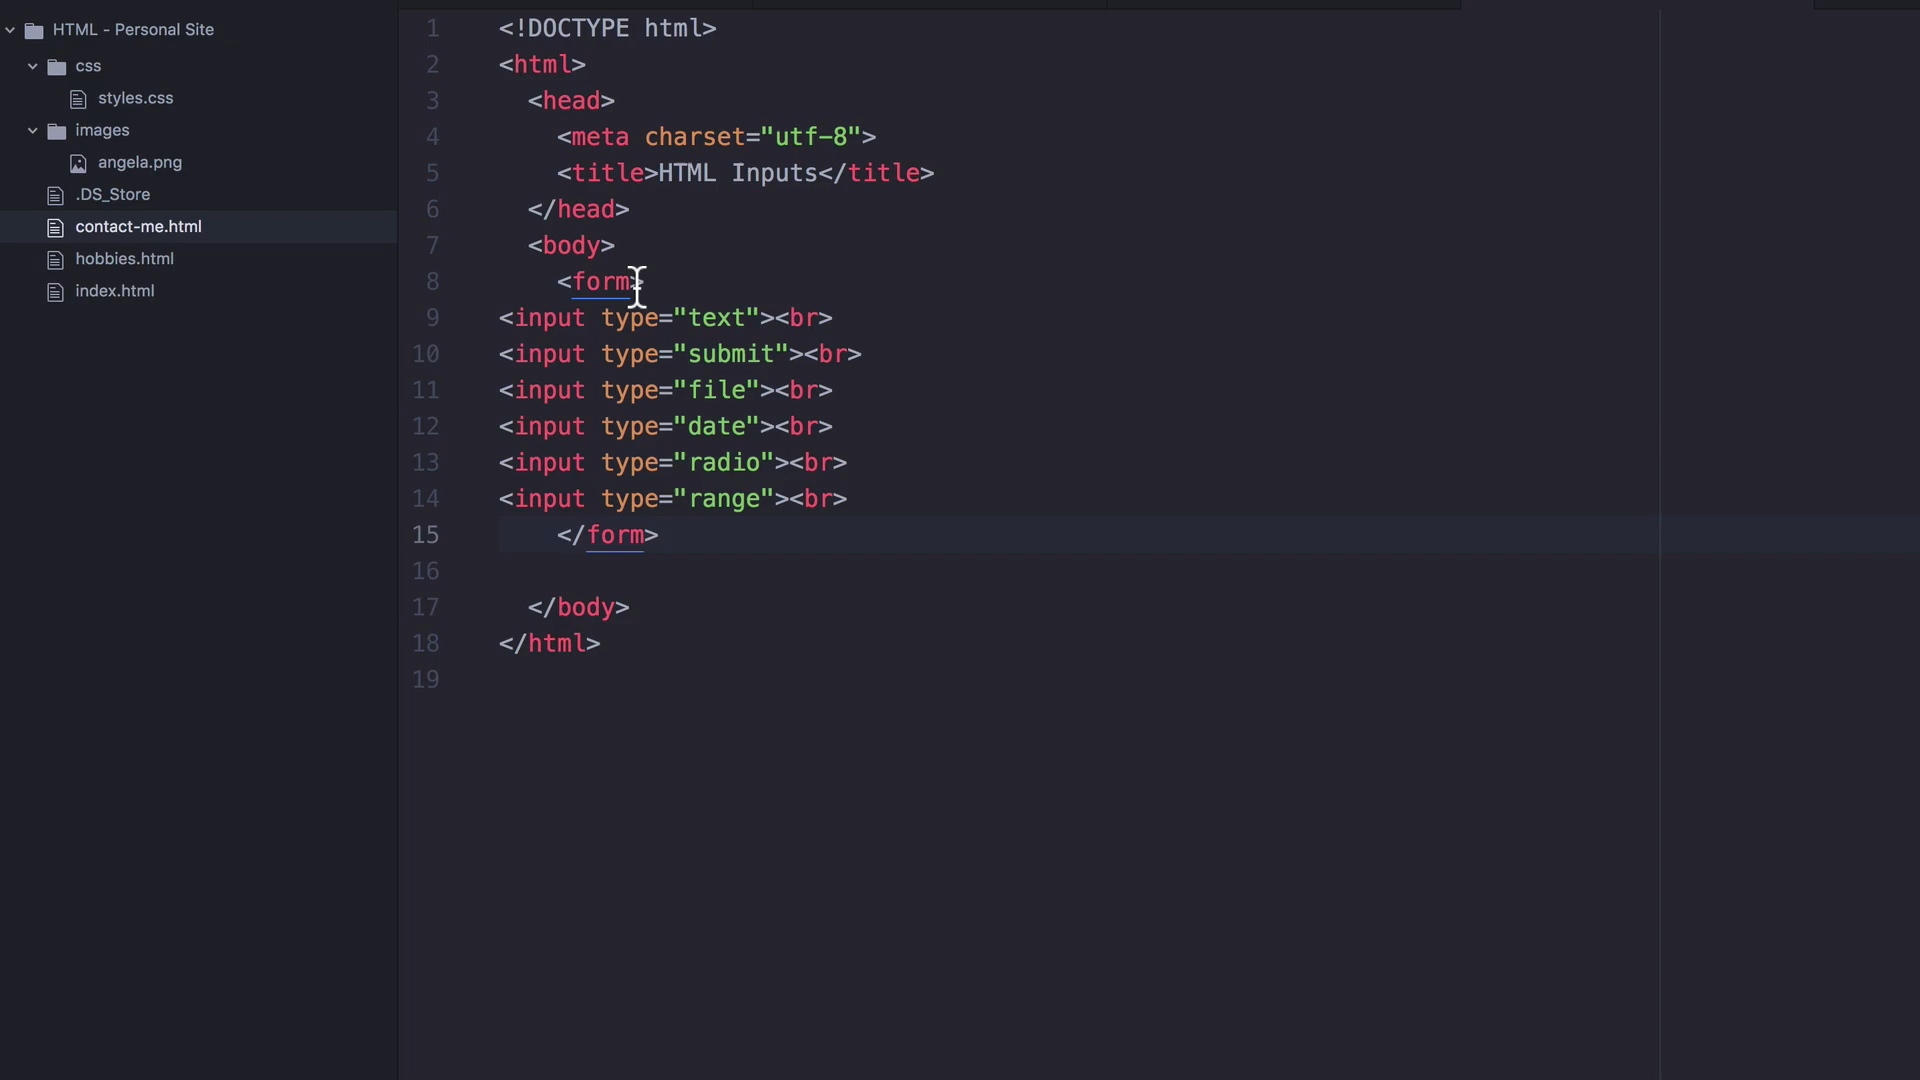 HTML - Personal Site
css
styles.css
images
angela.png
.DS_Store
contact-me.html
hobbies.html
index.html
1 <!DOCTYPE html>
2 <html>
3   <head>
4     <meta charset="utf-8">
5     <title>HTML Inputs</title>
6   </head>
7   <body>
8     <form>
9 <input type="text"><br>
10 <input type="submit"><br>
11 <input type="file"><br>
12 <input type="date"><br>
13 <input type="radio"><br>
14 <input type="range"><br>
15     </form>
16
17   </body>
18 </html>
19